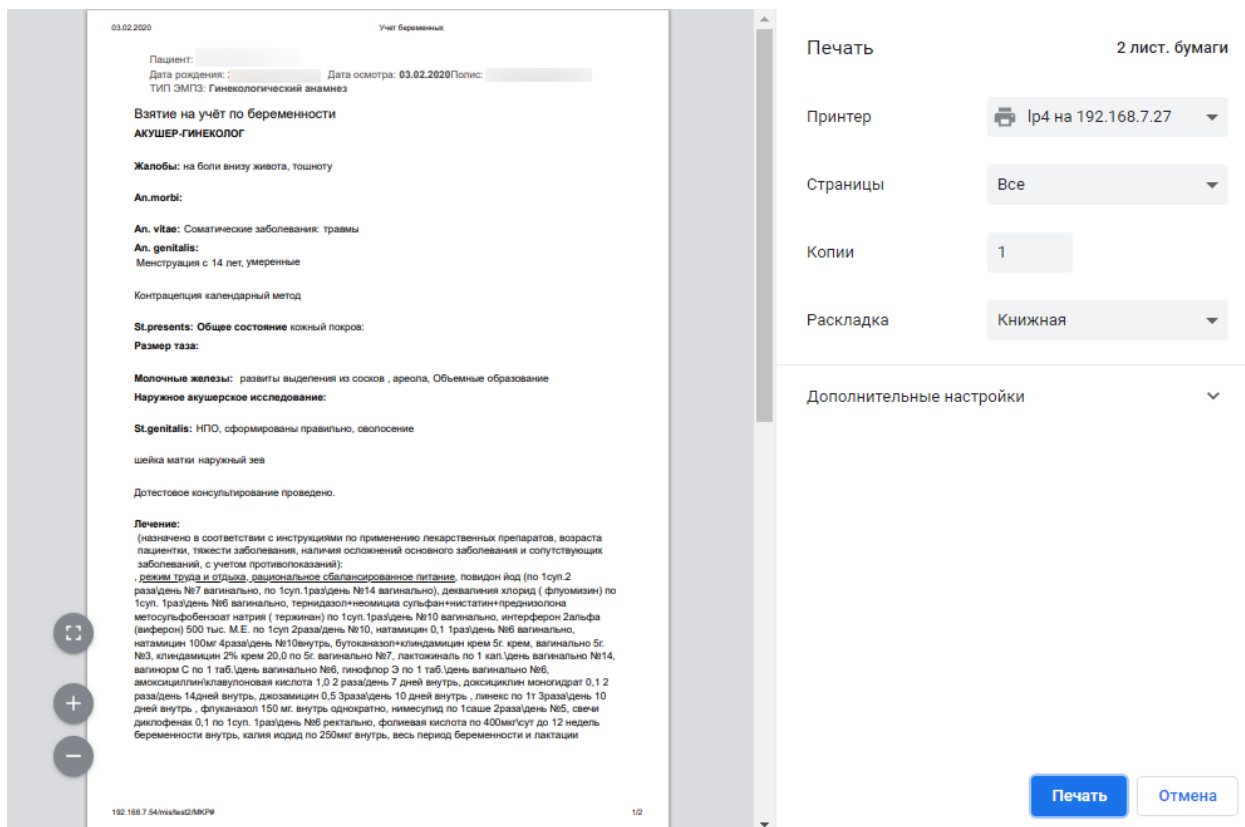 03.02.2020 Учет беременных
Пациент:
Дата рождения: Дата осмотра: 03.02.2020Полис:
ТИП ЭМПЗ: Гинекологический анамнез
Взятие на учёт по беременности
АКУШЕР-ГИНЕКОЛОГ
Жалобы: на боли внизу живота, тошноту
An.morbi:
An. vitae: Соматические заболевания: травмы
An. genitalis:
Менструация с 14 лет, умеренные
Контрацепция календарный метод
St.presents: Общее состояние кожный покров:
Размер таза:
Молочные железы: развиты выделения из сосков , ареола, Объемные образование
Наружное акушерское исследование:
St.genitalis: НПО, сформированы правильно, оволосение
шейка матки наружный зев
Дотестовое консультирование проведено.
Лечение:
(назначено в соответствии с инструкциями по применению лекарственных препаратов, возраста
пациентки, тяжести заболевания, наличия осложнений основного заболевания и сопутствующих
заболеваний, с учетом противопоказаний):
, режим труда и отдыха, рациональное сбалансированное питание, повидон йод (по 1суп.2
раза\день №7 вагинально, по 1суп.1раз\день №14 вагинально), деквалиния хлорид ( флуомизин) по
1суп. 1раз\день №6 вагинально, тернидазол+неомициа сульфан+нистатин+преднизолона
метосульфобензоат натрия ( тержинан) по 1суп.1раз\день №10 вагинально, интерферон 2альфа
(виферон) 500 тыс. М.Е. по 1суп 2раза/день №10, натамицин 0,1 1раз\день №6 вагинально,
натамицин 100мг 4раза\день №10внутрь, бутоканазол+клиндамицин крем 5г. крем, вагинально 5г.
№3, клиндамицин 2% крем 20,0 по 5г. вагинально №7, лактожиналь по 1 кап.\день вагинально №14,
вагинорм С по 1 таб.\день вагинально №6, гинофлор Э по 1 таб.\день вагинально №6,
амоксициллин\клавулоновая кислота 1,0 2 раза/день 7 дней внутрь, доксициклин моногидрат 0,1 2
раза/день 14дней внутрь, джозамицин 0,5 3раза\день 10 дней внутрь , линекс по 1т 3раза\день 10
дней внутрь , флуканазол 150 мг. внутрь однократно, нимесулид по 1саше 2раза\день №5, свечи
диклофенак 0,1 по 1суп. 1раз\день №6 ректально, фолиевая кислота по 400мкг\сут до 12 недель
беременности внутрь, калия иодид по 250мкг внутрь, весь период беременности и лактации
192.168.7.54/mis/test2/MKP# 1/2
Печать 2 лист. бумаги
Принтер lp4 на 192.168.7.27
Страницы Все
Копии 1
Раскладка Книжная
Дополнительные настройки
Печать Отмена